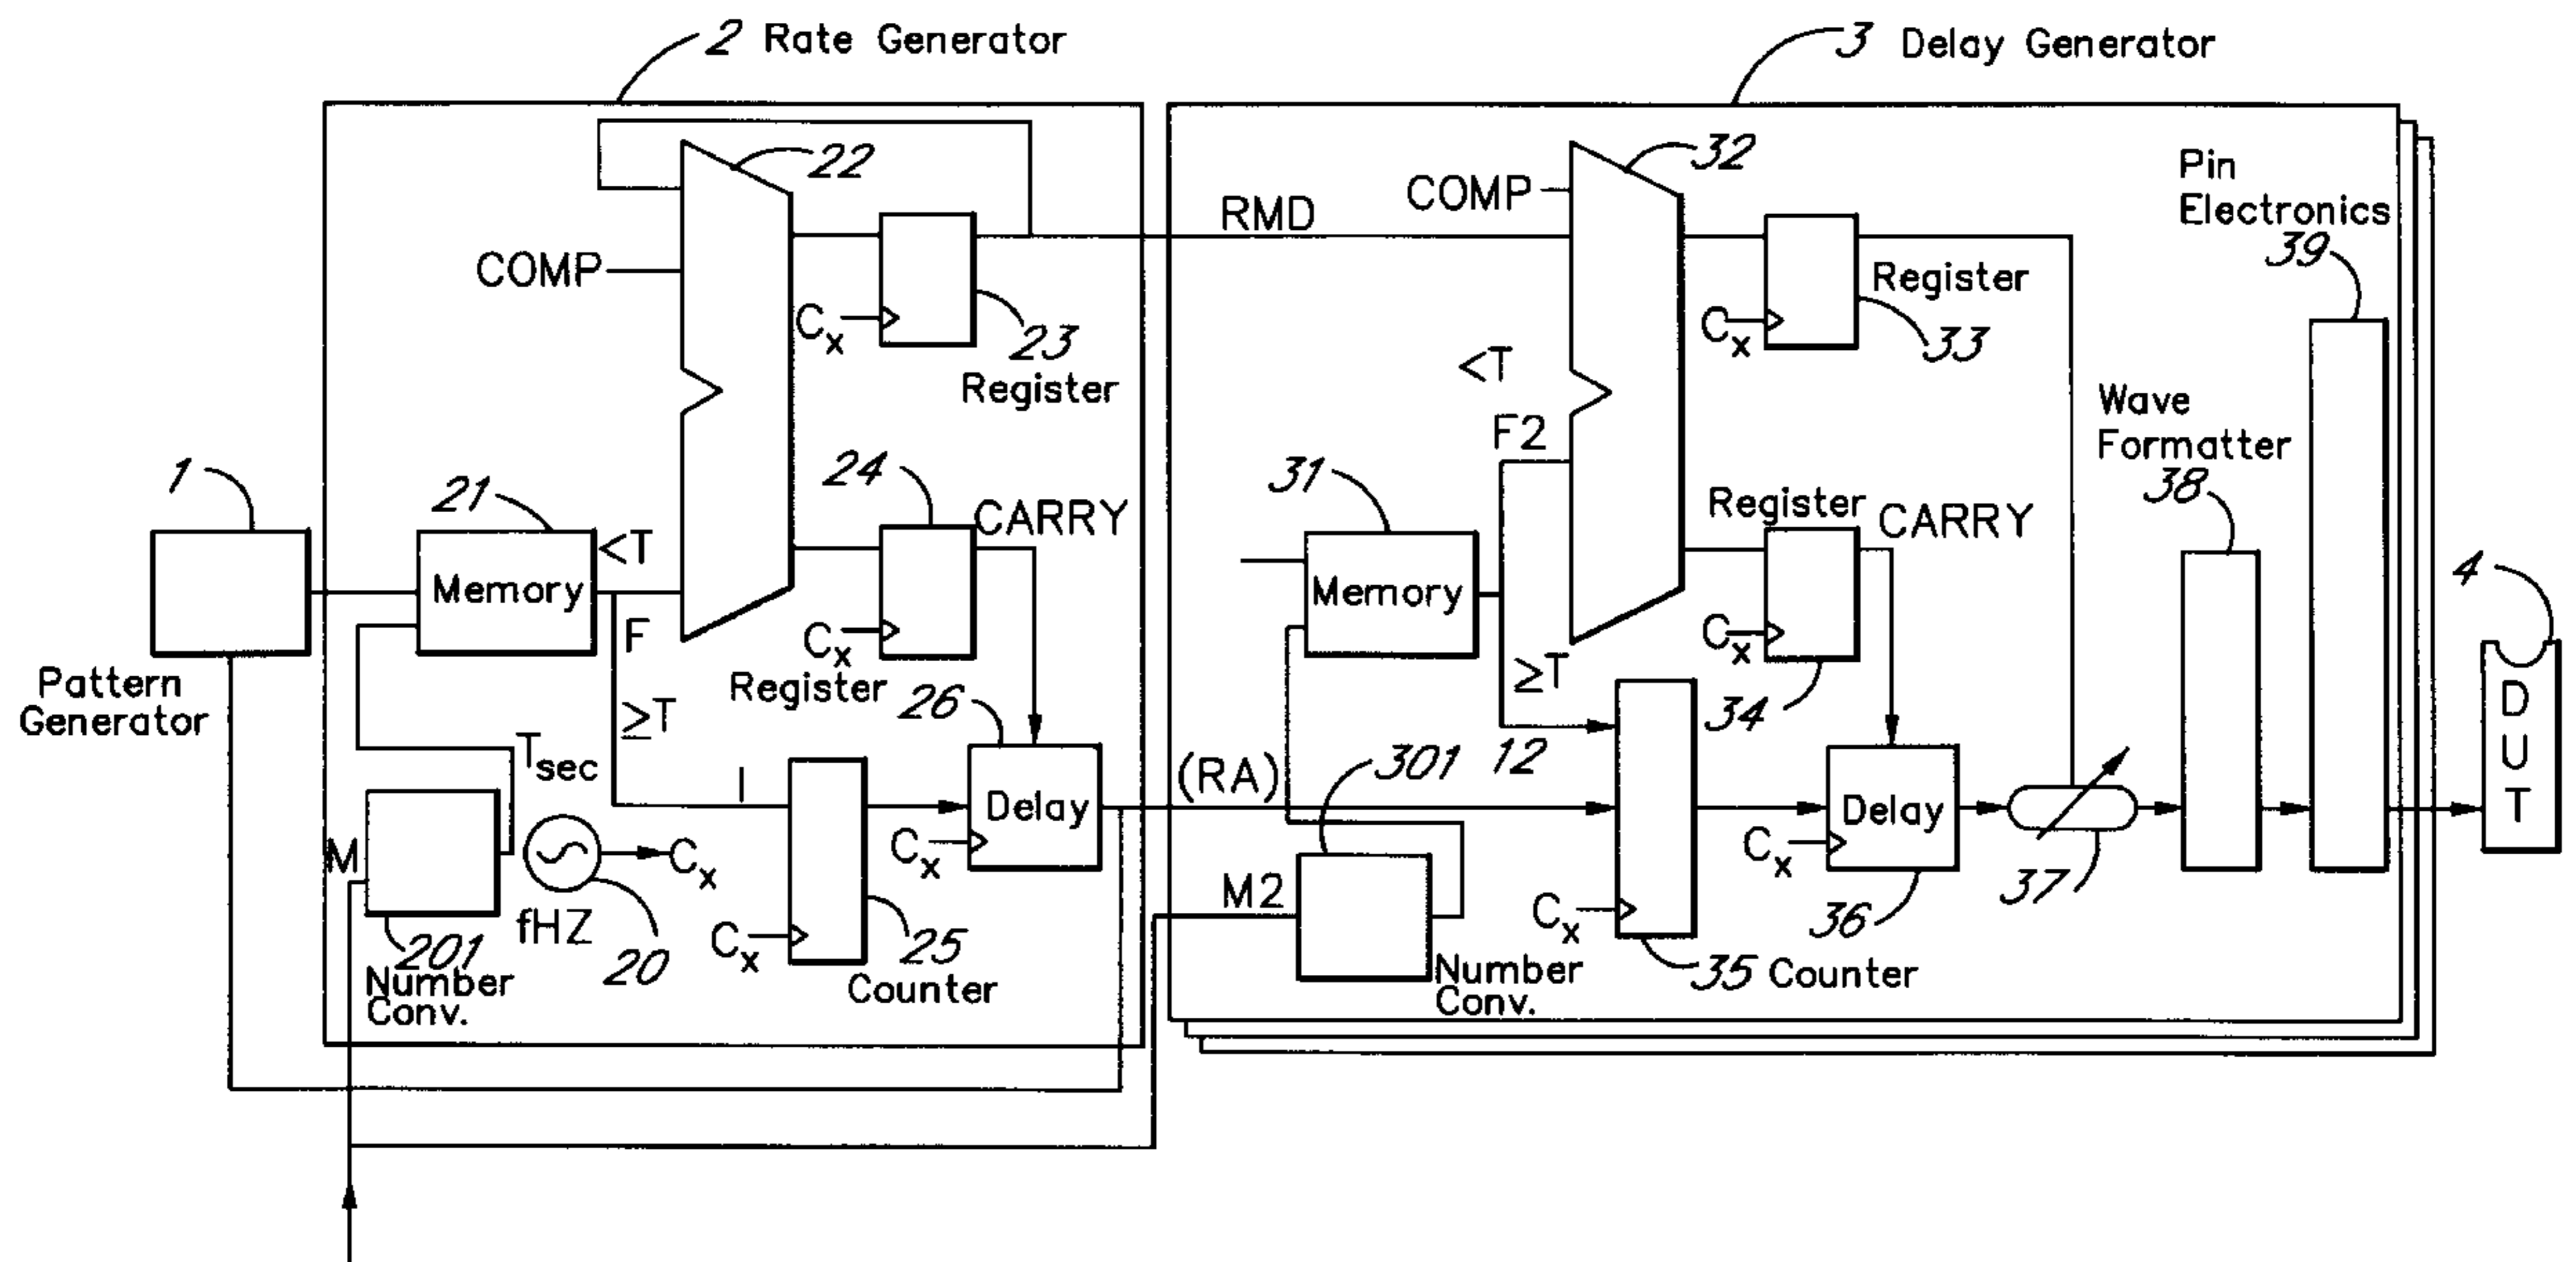 2 Rate Generator
3 Delay Generator
22
COMP
Cx
23
Register
RMD
COMP
32
Cx
Register
33
Pin
Electronics
39
<T
F2
Wave
Formatter
38
1
21
Memory
<T
F
24
CARRY
Cx
Register
31
Memory
Register
CARRY
Cx
34
4
DUT
Pattern
Generator
≥T
26
Tsec
I
Delay
Cx
(RA)
≥T
12
301
Delay
Cx
36
37
M
201
Number
Conv.
fHZ
20
Cx
Cx
25
Counter
M2
Number
Conv.
Cx
35 Counter